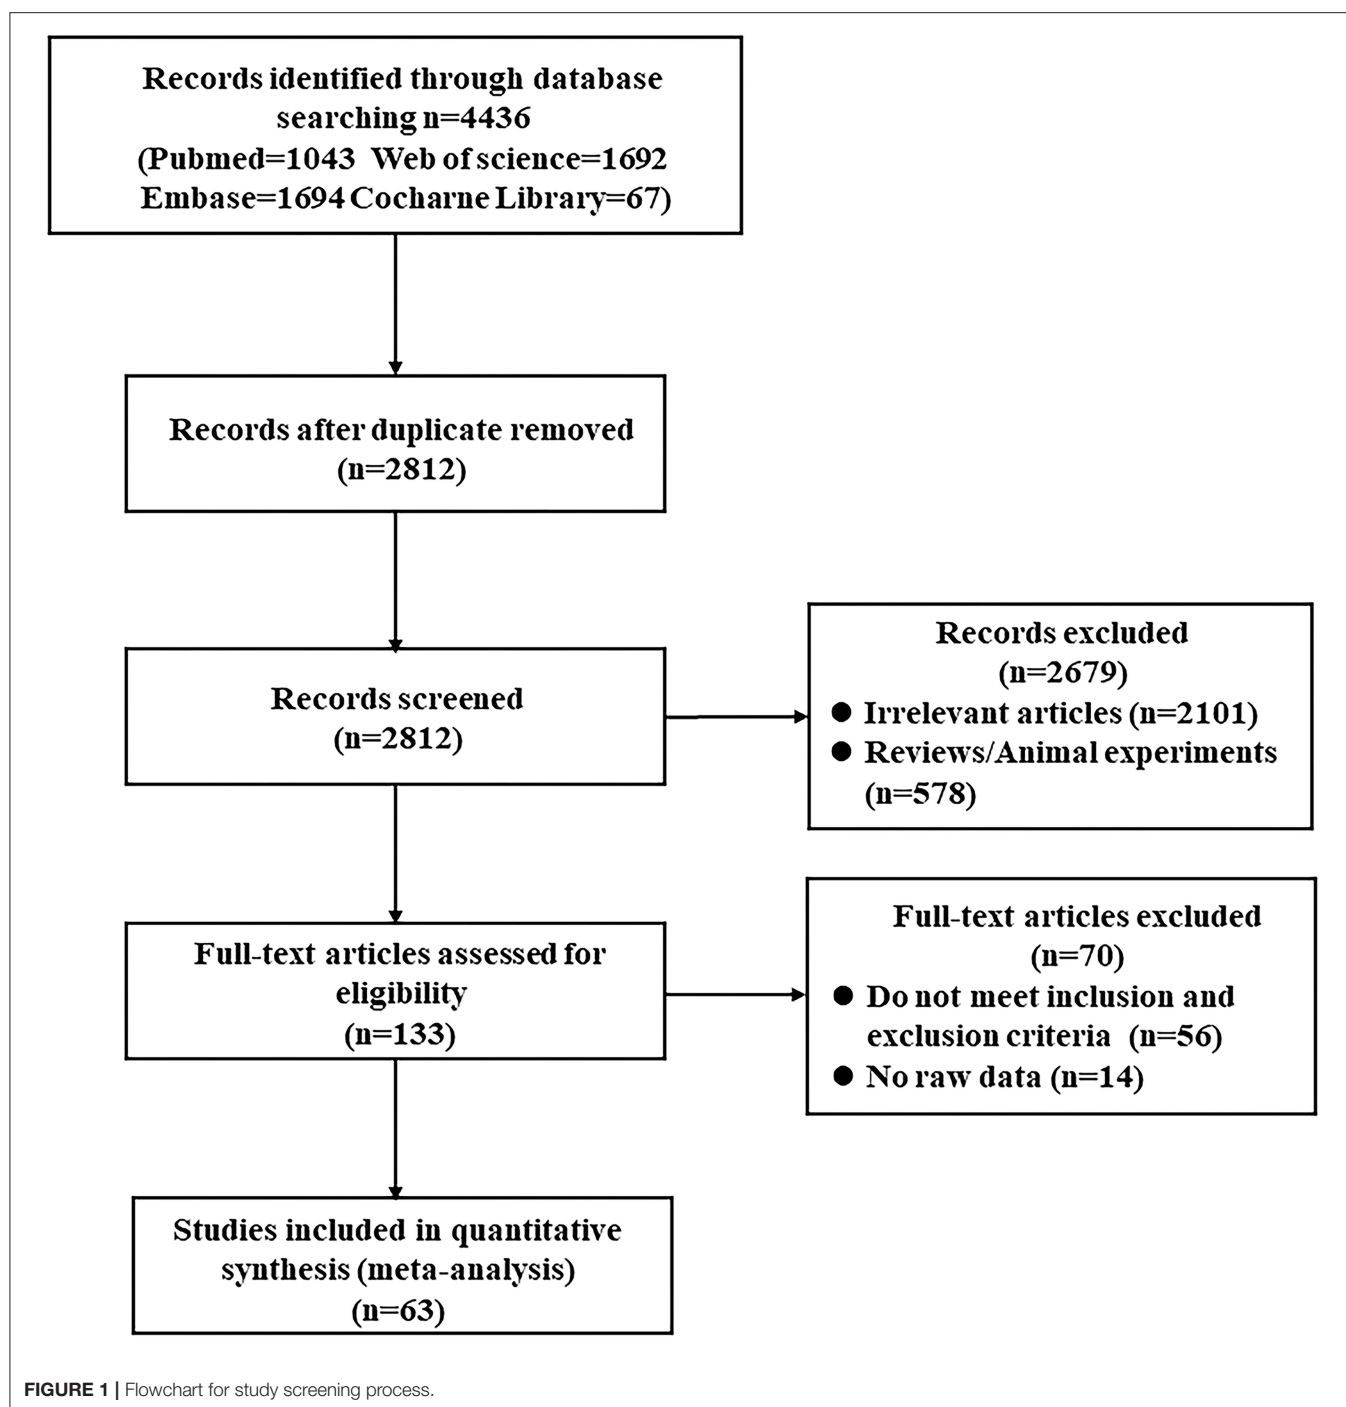 Records identified through database
searching n=4436
(Pubmed=1043 Web of science=1692
Embase=1694 Cocharne Library=67)
Records after duplicate removed
(n=2812)
Records screened
(n=2812)
Records excluded
(n=2679)
● Irrelevant articles (n=2101)
● Reviews/Animal experiments
(n=578)
Full-text articles assessed for
eligibility
(n=133)
Full-text articles excluded
(n=70)
● Do not meet inclusion and
exclusion criteria (n=56)
● No raw data (n=14)
Studies included in quantitative
synthesis (meta-analysis)
(n=63)
FIGURE 1 | Flowchart for study screening process.